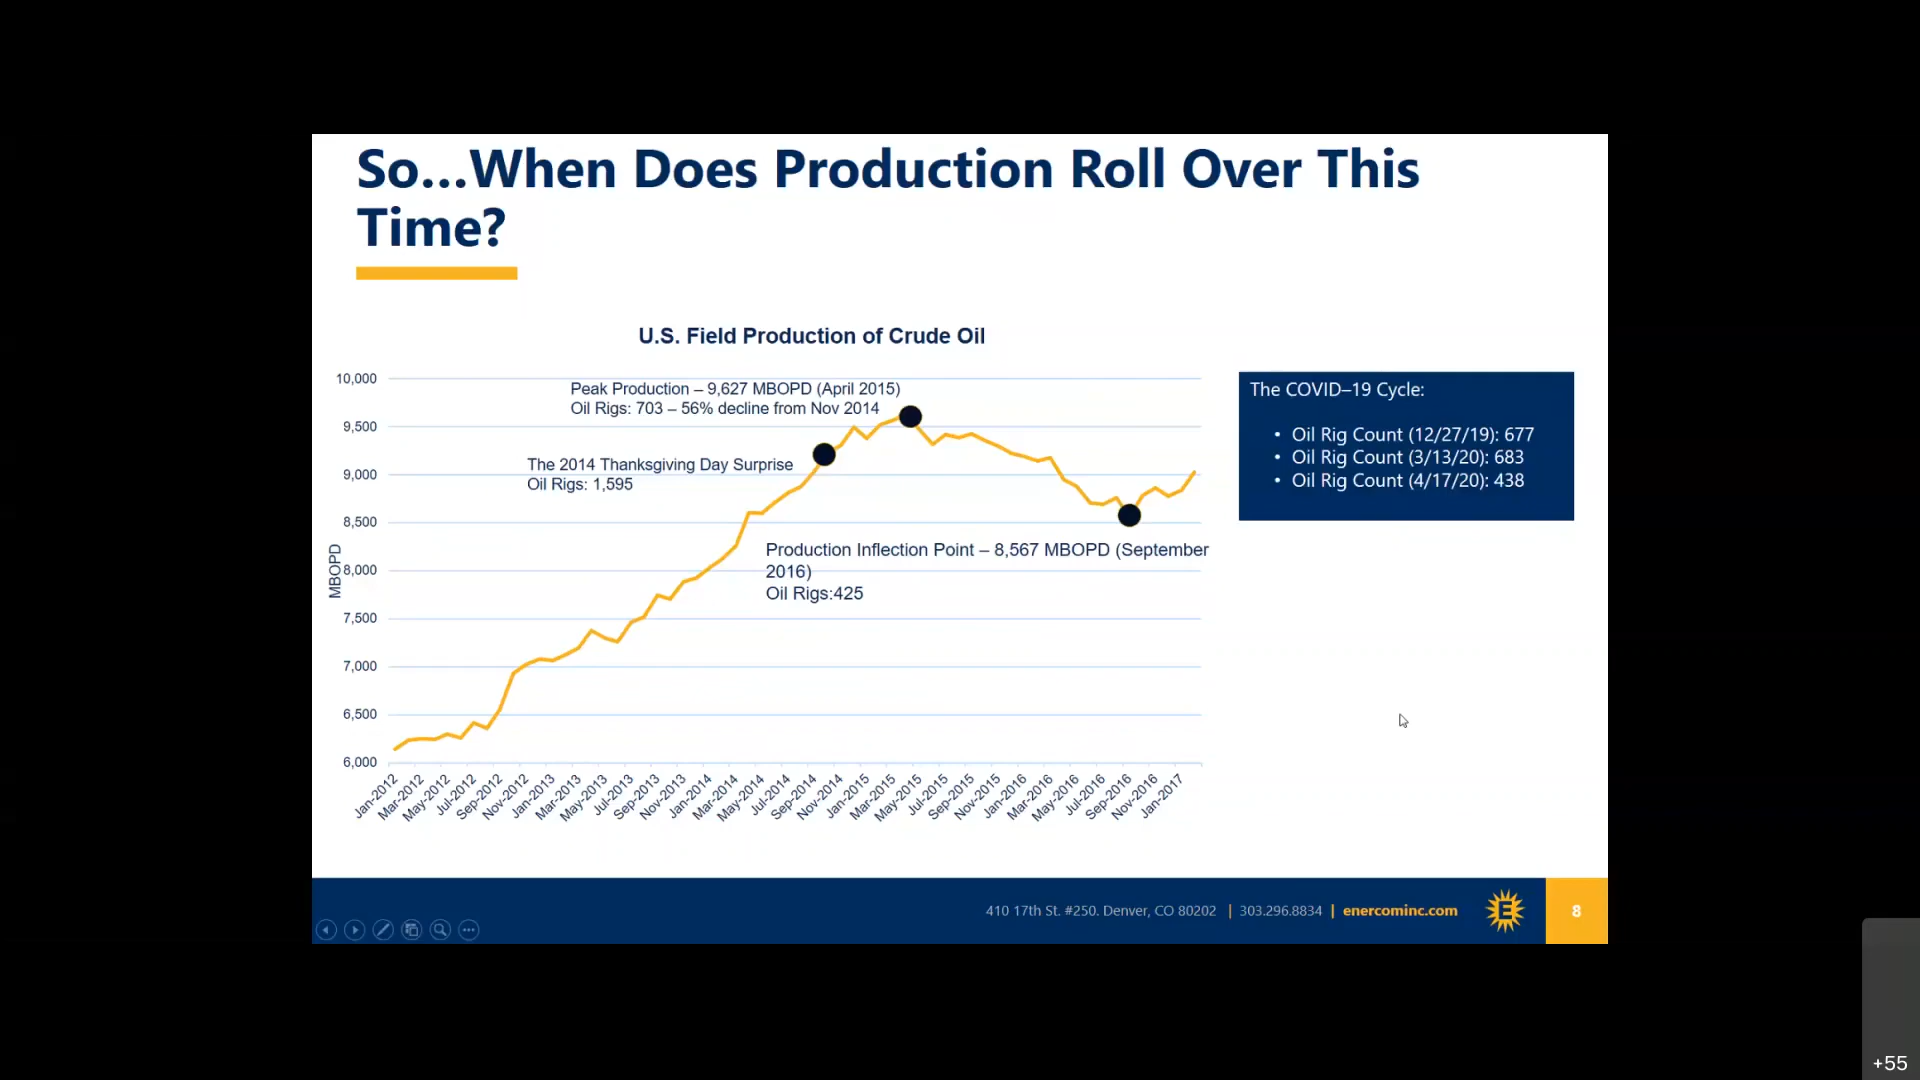 So...When Does Production Roll Over This
Time?
U.S. Field Production of Crude Oil
10,000
9,500
9,000
8,500
8,000
7,500
7,000
6,500
6,000
MBOPD
Peak Production – 9,627 MBOPD (April 2015)
Oil Rigs: 703 – 56% decline from Nov 2014
The 2014 Thanksgiving Day Surprise
Oil Rigs: 1,595
Production Inflection Point – 8,567 MBOPD (September
2016)
Oil Rigs:425
Jan-2012
Mar-2012
May-2012
Jul-2012
Sep-2012
Nov-2012
Jan-2013
Mar-2013
May-2013
Jul-2013
Sep-2013
Nov-2013
Jan-2014
Mar-2014
May-2014
Jul-2014
Sep-2014
Nov-2014
Jan-2015
Mar-2015
May-2015
Jul-2015
Sep-2015
Nov-2015
Jan-2016
Mar-2016
May-2016
Jul-2016
Sep-2016
Nov-2016
Jan-2017
The COVID–19 Cycle:
• Oil Rig Count (12/27/19): 677
• Oil Rig Count (3/13/20): 683
• Oil Rig Count (4/17/20): 438
410 17th St. #250. Denver, CO 80202 | 303.296.8834 | enercominc.com
E
8
+55